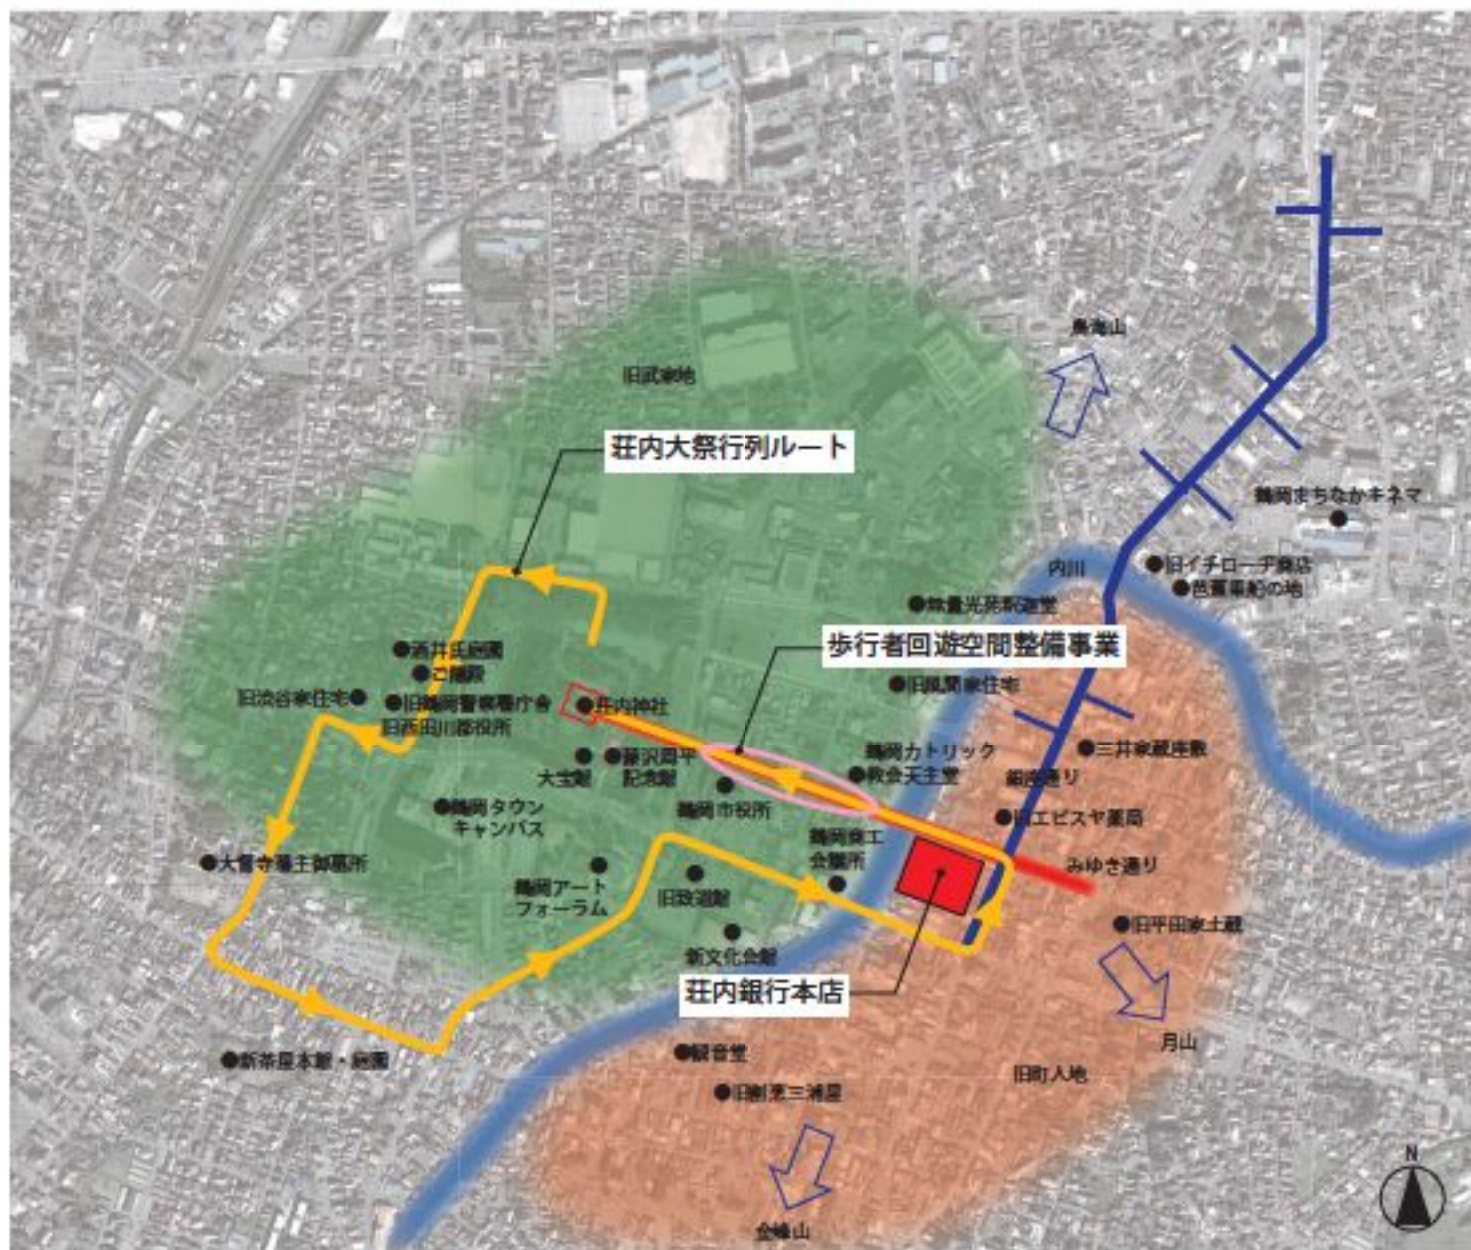 鳥海山
旧武家地
荘内大祭行列ルート
鶴岡まちなかキネマ
内川
●旧イチローヂ商店
●芭蕉乗船の地
●無量光苑釈迦堂
歩行者回遊空間整備事業
●酒井氏庭園
●ご隠殿
●旧風間家住宅
旧渋谷家住宅●
●旧鶴岡警察署庁舎
●荘内神社
旧西田川郡役所
●三井家蔵座敷
鶴岡カトリック
教会天主堂
大宝館
●藤沢周平
記念館
銀座通り
鶴岡市役所
●鶴岡タウン
キャンパス
●旧エビスヤ薬局
鶴岡商工
会議所
みゆき通り
●大督寺藩主御墓所
鶴岡アート
フォーラム
旧致道館
●旧平田家土蔵
新文化会館
荘内銀行本店
月山
●新茶屋本館・庭園
●観音堂
旧町人地
●旧割烹三浦屋
金峰山
N